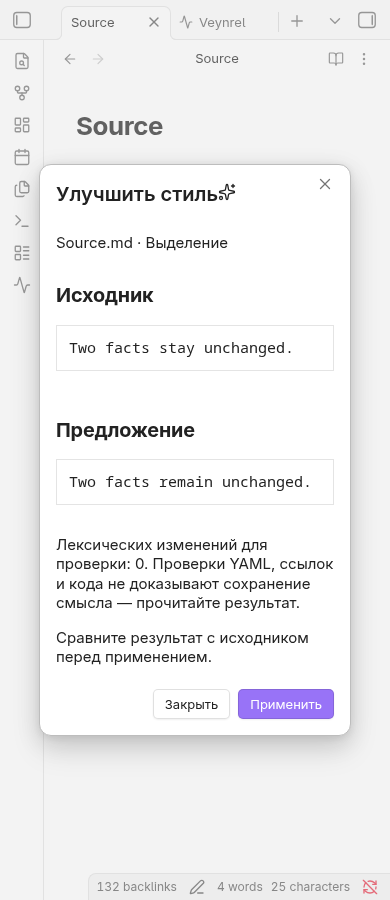 Source
Veynrel
Source
Source
Улучшить стиль
Source.md · Выделение
Исходник
Two facts stay unchanged.
Предложение
Two facts remain unchanged.
Лексических изменений для
проверки: 0. Проверки YAML, ссылок
и кода не доказывают сохранение
смысла — прочитайте результат.
Сравните результат с исходником
перед применением.
Закрыть
Применить
132 backlinks
4 words
25 characters